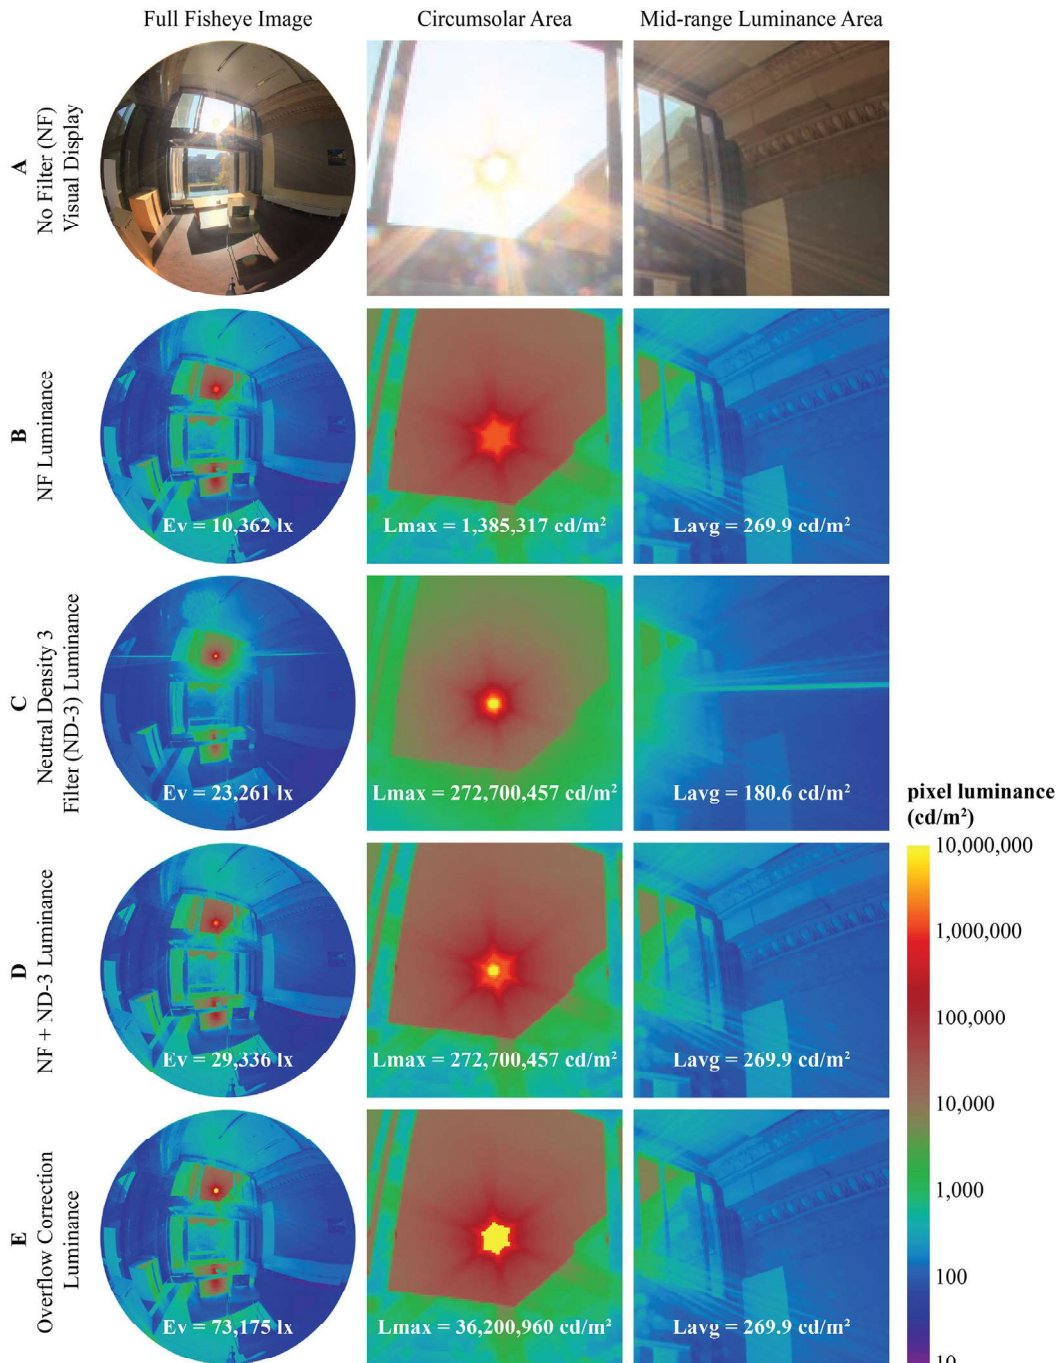 Full Fisheye Image
Circumsolar Area
Mid-range Luminance Area
A
No Filter (NF)
Visual Display
B
NF Luminance
Ev = 10,362 lx
Lmax = 1,385,317 cd/m²
Lavg = 269.9 cd/m²
C
Neutral Density 3
Filter (ND-3) Luminance
Ev = 23,261 lx
Lmax = 272,700,457 cd/m²
Lavg = 180.6 cd/m²
D
NF + ND-3 Luminance
Ev = 29,336 lx
Lmax = 272,700,457 cd/m²
Lavg = 269.9 cd/m²
E
Overflow Correction
Luminance
Ev = 73,175 lx
Lmax = 36,200,960 cd/m²
Lavg = 269.9 cd/m²
pixel luminance
(cd/m²)
10,000,000
1,000,000
100,000
10,000
1,000
100
10